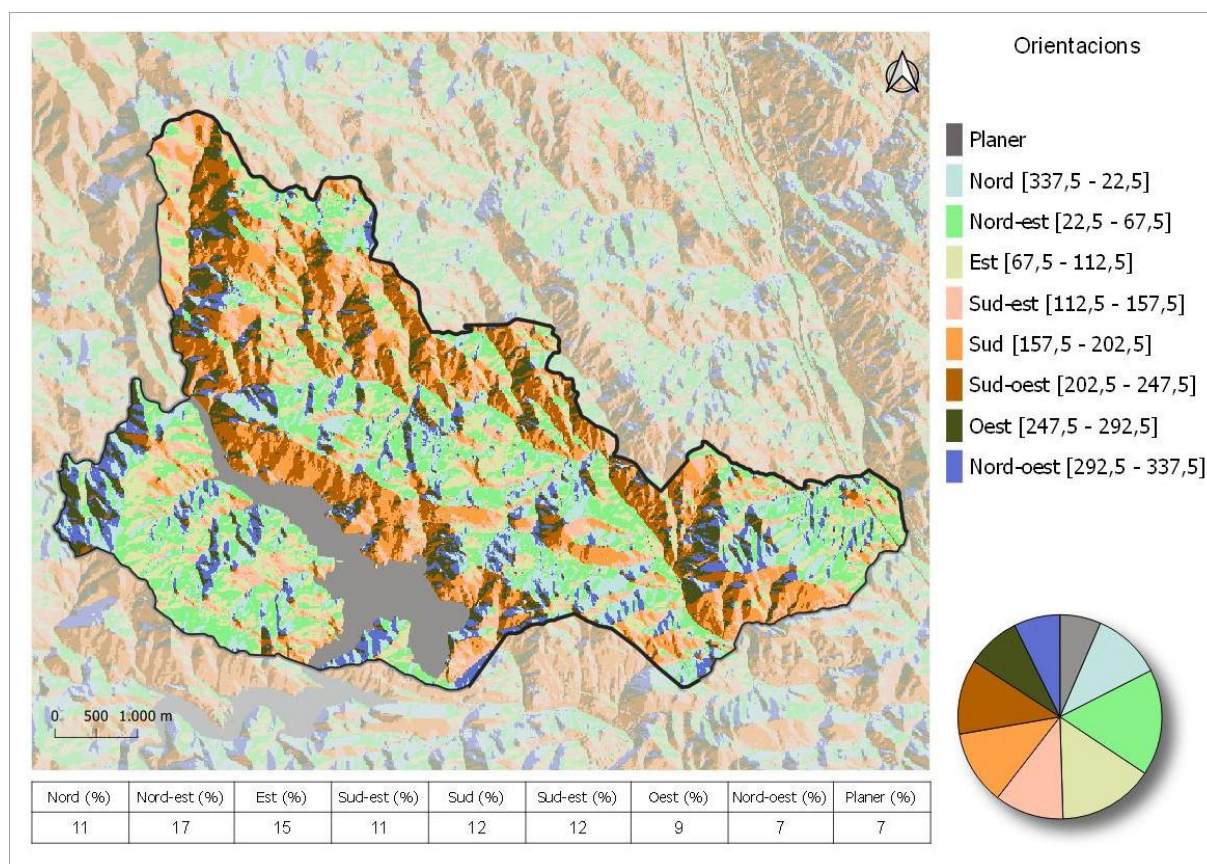 Orientacions
Planer
Nord [337,5 - 22,5]
Nord-est [22,5 - 67,5]
Est [67,5 - 112,5]
Sud-est [112,5 - 157,5]
Sud [157,5 - 202,5]
Sud-oest [202,5 - 247,5]
Oest [247,5 - 292,5]
Nord-oest [292,5 - 337,5]
0 500 1.000 m
Nord (%) Nord-est (%) Est (%) Sud-est (%) Sud (%) Sud-est (%) Oest (%) Nord-oest (%) Planer (%)
11 17 15 11 12 12 9 7 7